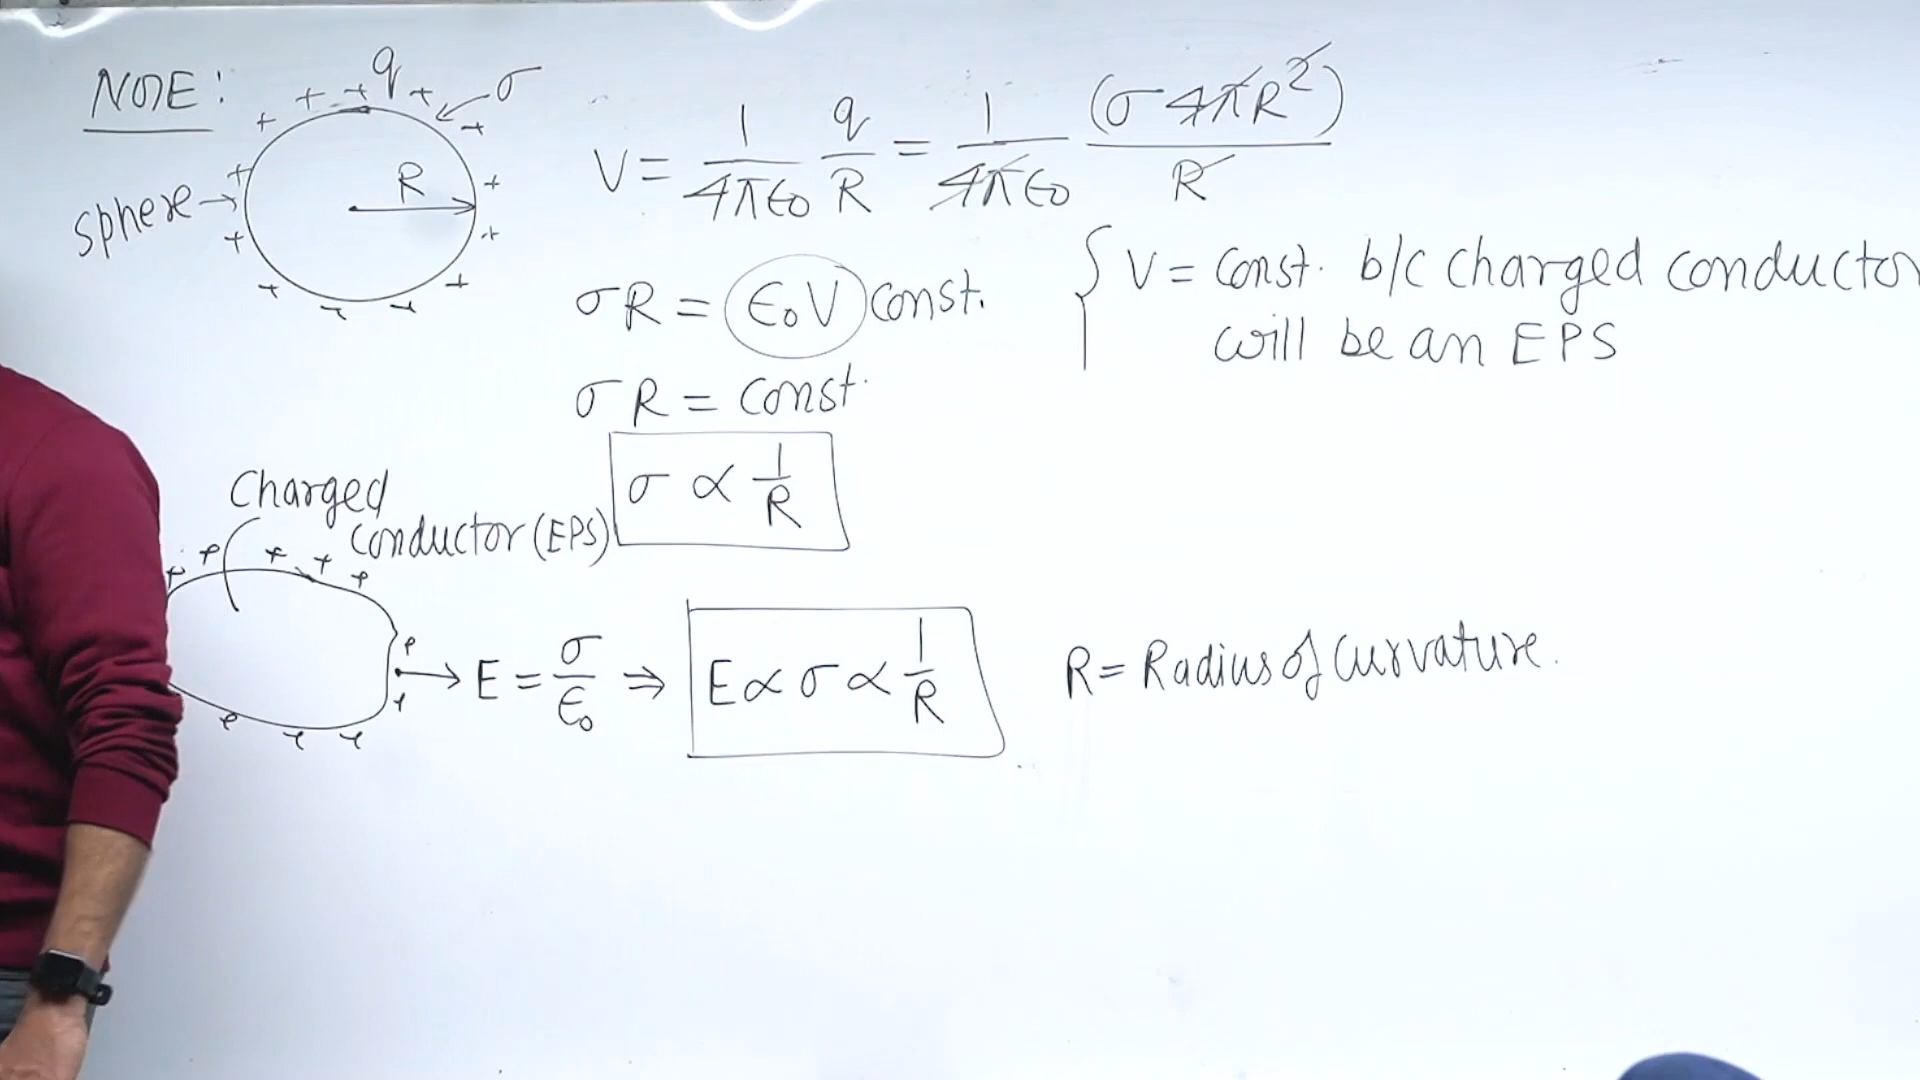 NOTE:
q
σ
sphere →
R
V = 1/4πϵ₀ q/R = 1/4πϵ₀ (σ 4πR²)/R
σR = ϵ₀V const.
{ V = const. b/c charged conductor
will be an EPS
σR = const.
σ ∝ 1/R
Charged
conductor (EPS)
→ E = σ/ϵ₀ ⇒ E ∝ σ ∝ 1/R
R = Radius of curvature.